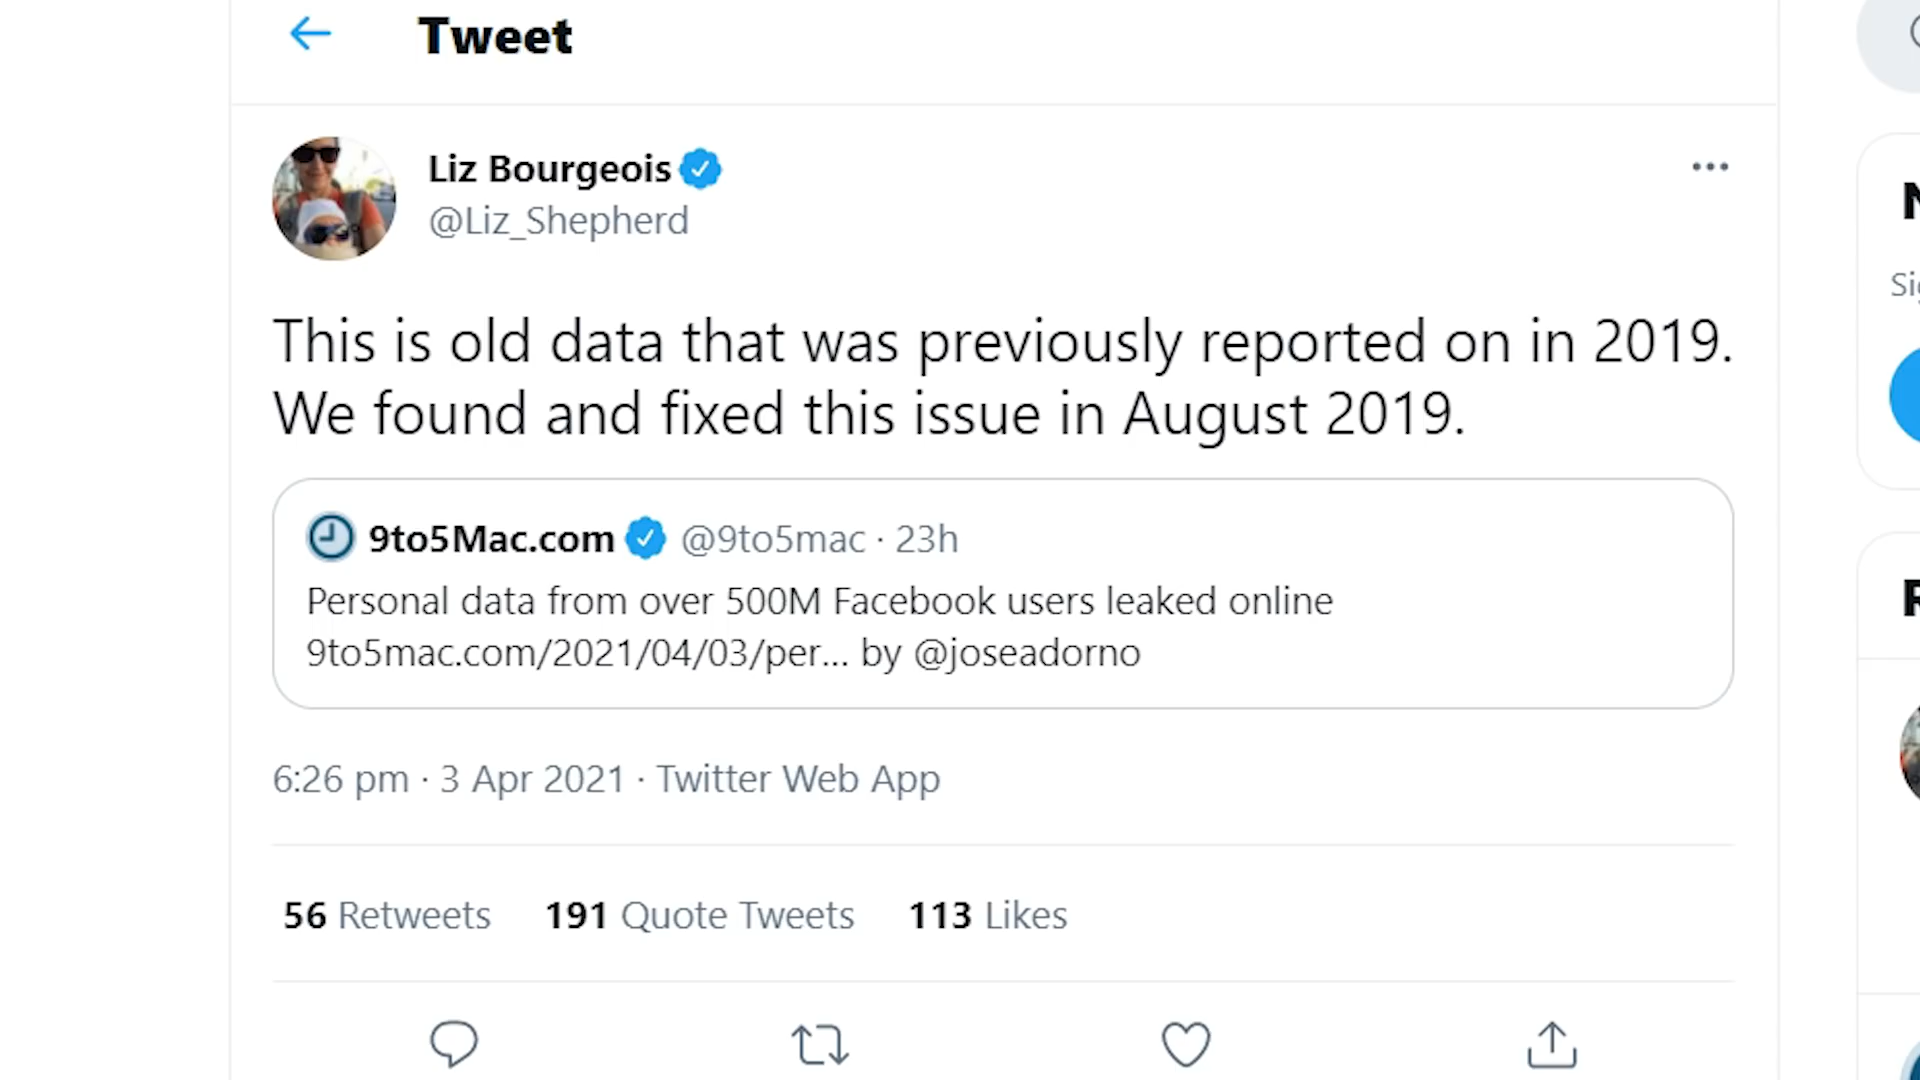 Tweet
Liz Bourgeois
@Liz_Shepherd
This is old data that was previously reported on in 2019.
We found and fixed this issue in August 2019.
9to5Mac.com @9to5mac · 23h
Personal data from over 500M Facebook users leaked online
9to5mac.com/2021/04/03/per... by @joseadorno
6:26 pm · 3 Apr 2021 · Twitter Web App
56 Retweets 191 Quote Tweets 113 Likes